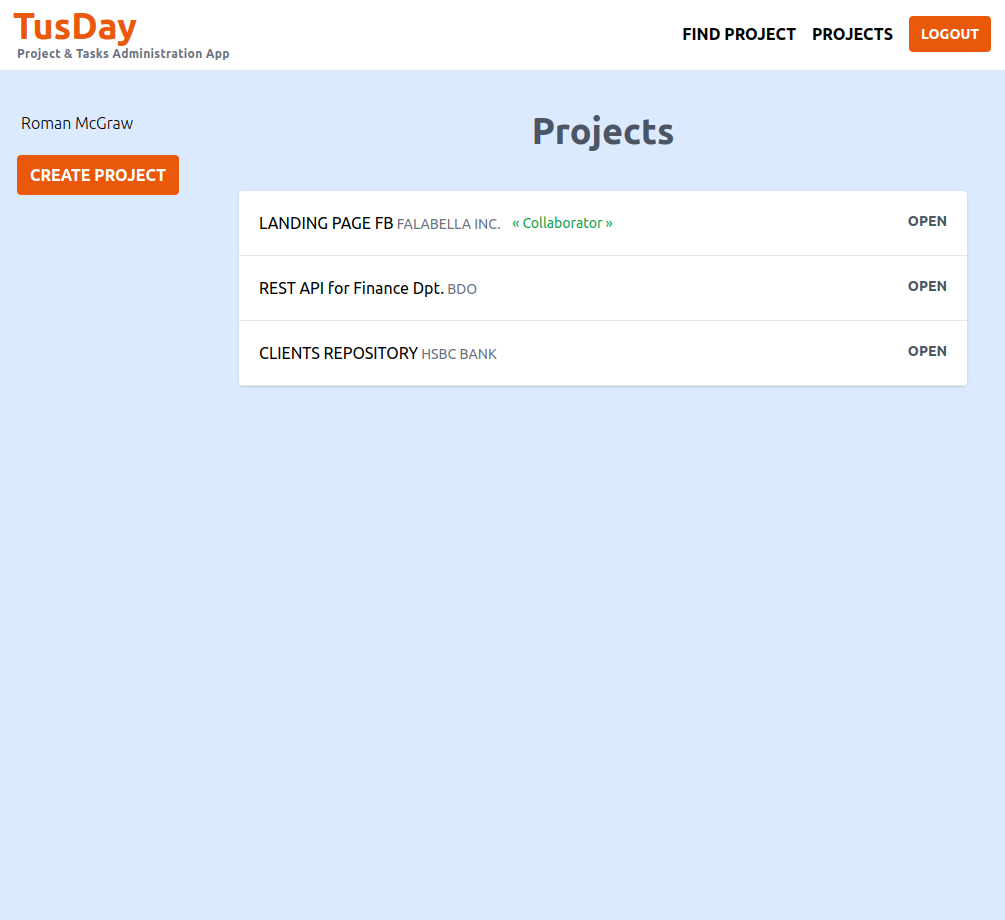 TusDay
Project & Tasks Administration App
FIND PROJECT PROJECTS LOGOUT
Roman McGraw
CREATE PROJECT
Projects
LANDING PAGE FB FALABELLA INC. « Collaborator » OPEN
REST API for Finance Dpt. BDO OPEN
CLIENTS REPOSITORY HSBC BANK OPEN